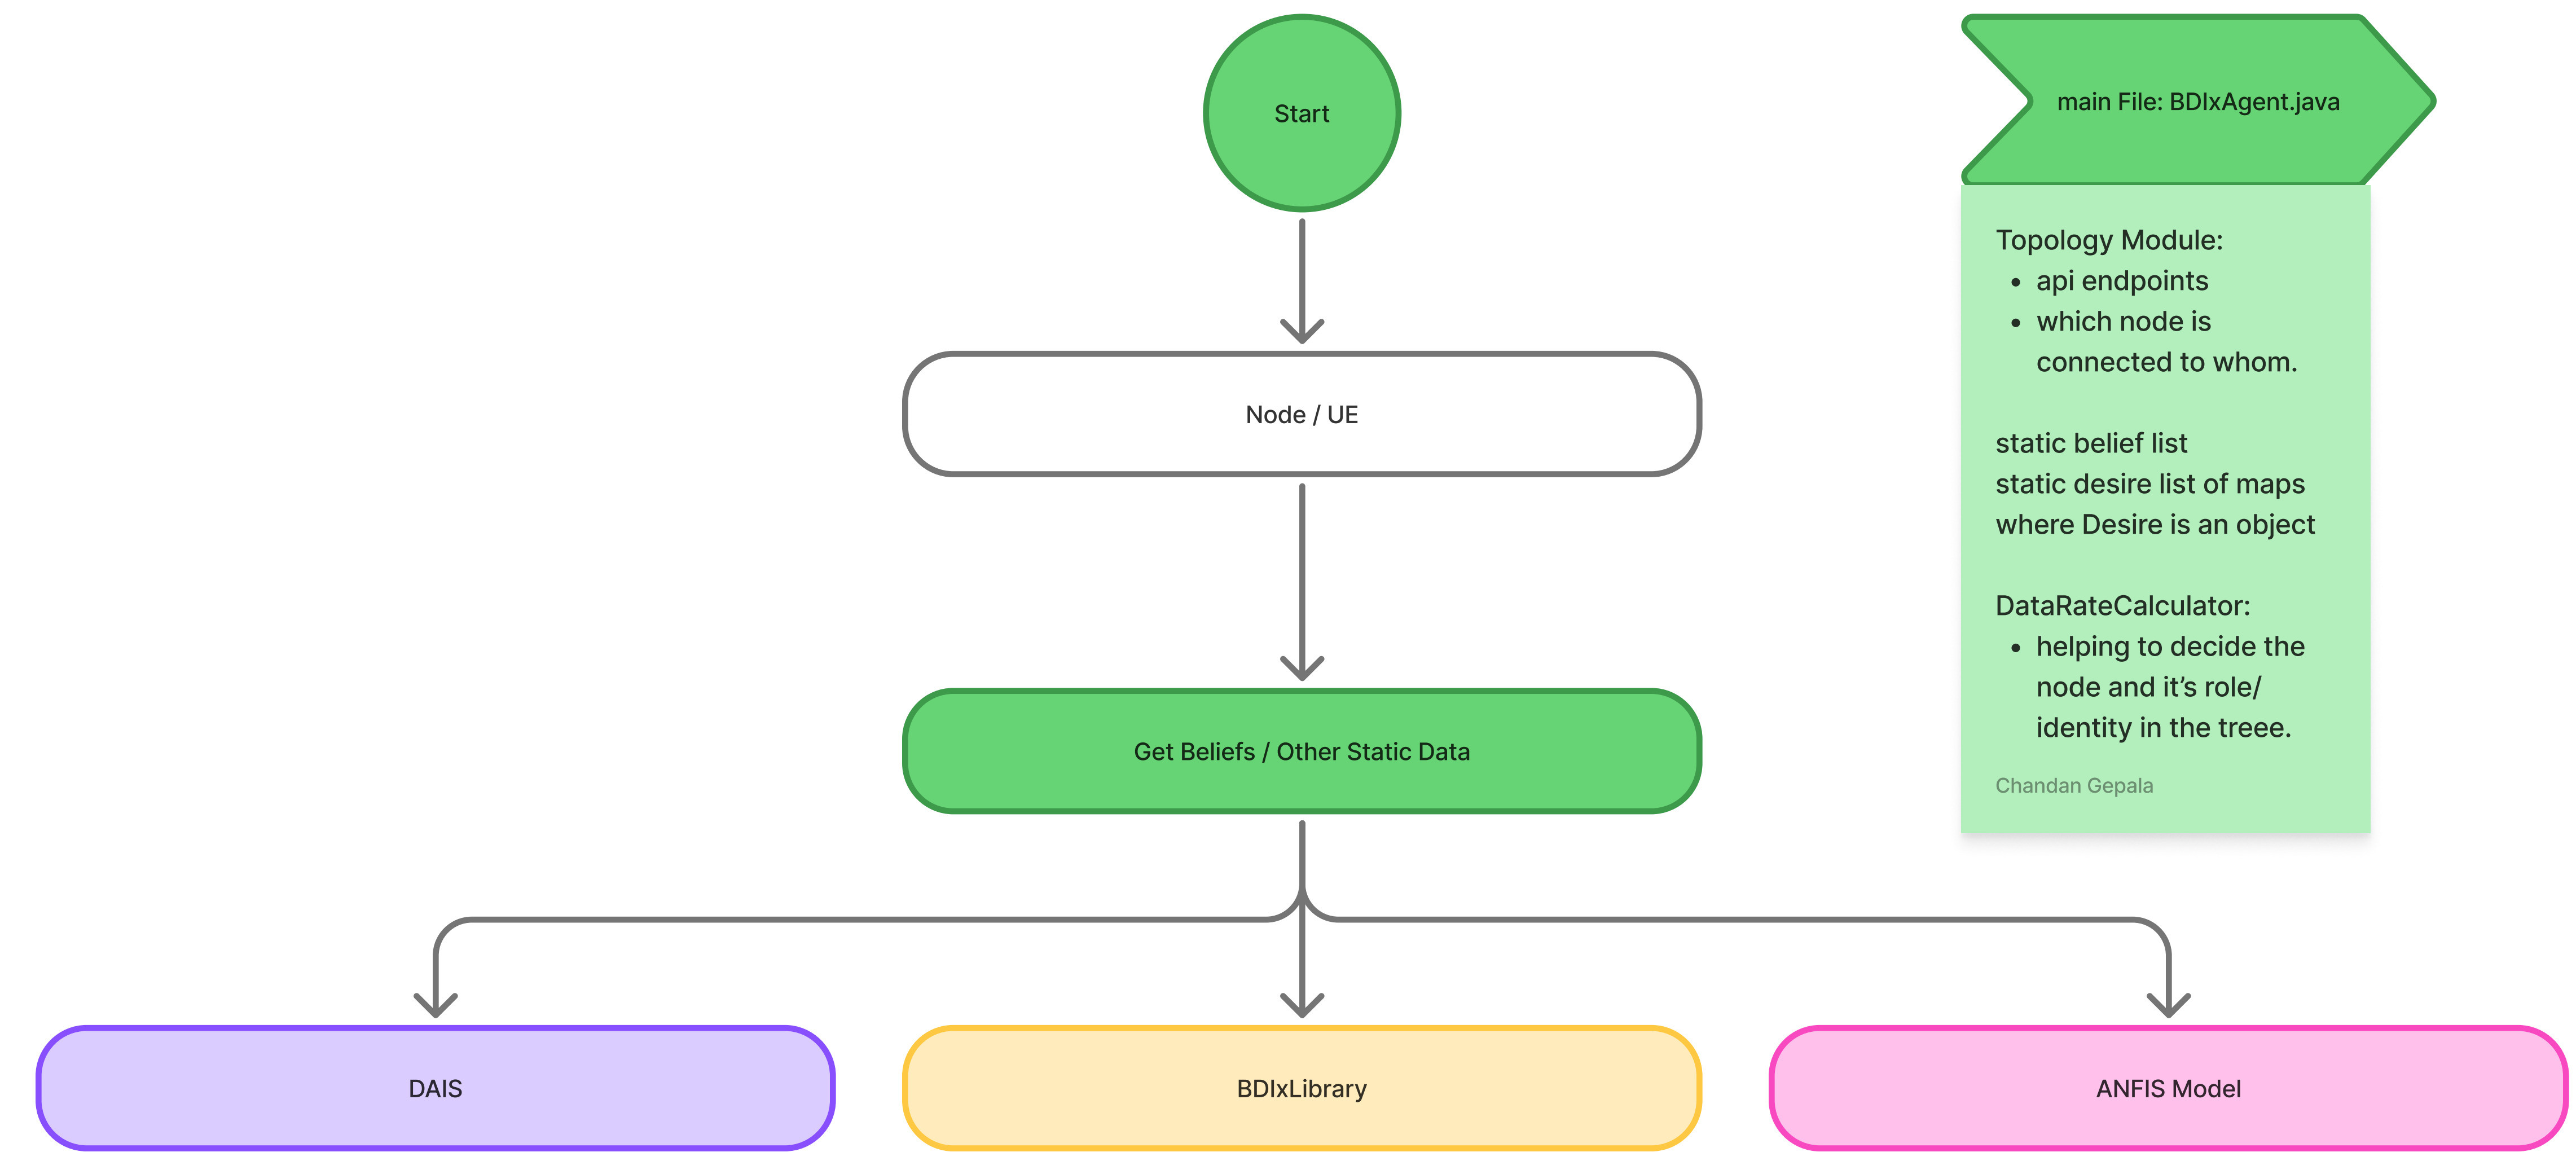 Start
main File: BDIxAgent.java
Topology Module:
• api endpoints
• which node is
connected to whom.
static belief list
static desire list of maps
where Desire is an object
DataRateCalculator:
• helping to decide the
node and it’s role/
identity in the treee.
Chandan Gepala
Node / UE
Get Beliefs / Other Static Data
DAIS
BDIxLibrary
ANFIS Model